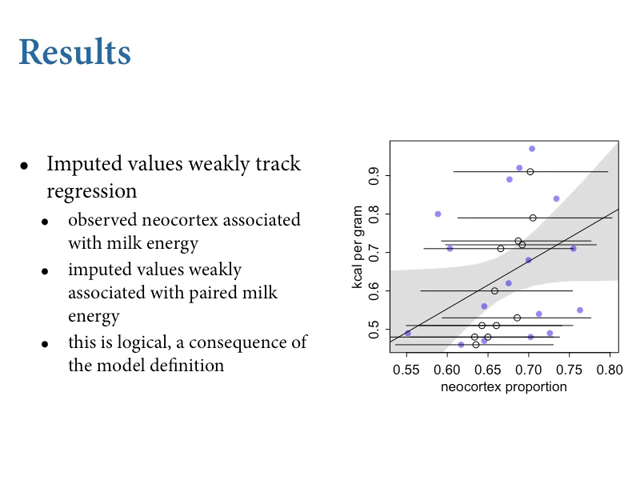 Results
• Imputed values weakly track
regression
• observed neocortex associated
with milk energy
• imputed values weakly
associated with paired milk
energy
• this is logical, a consequence of
the model definition
kcal per gram
0.9
0.8
0.7
0.6
0.5
0.55 0.60 0.65 0.70 0.75 0.80
neocortex proportion